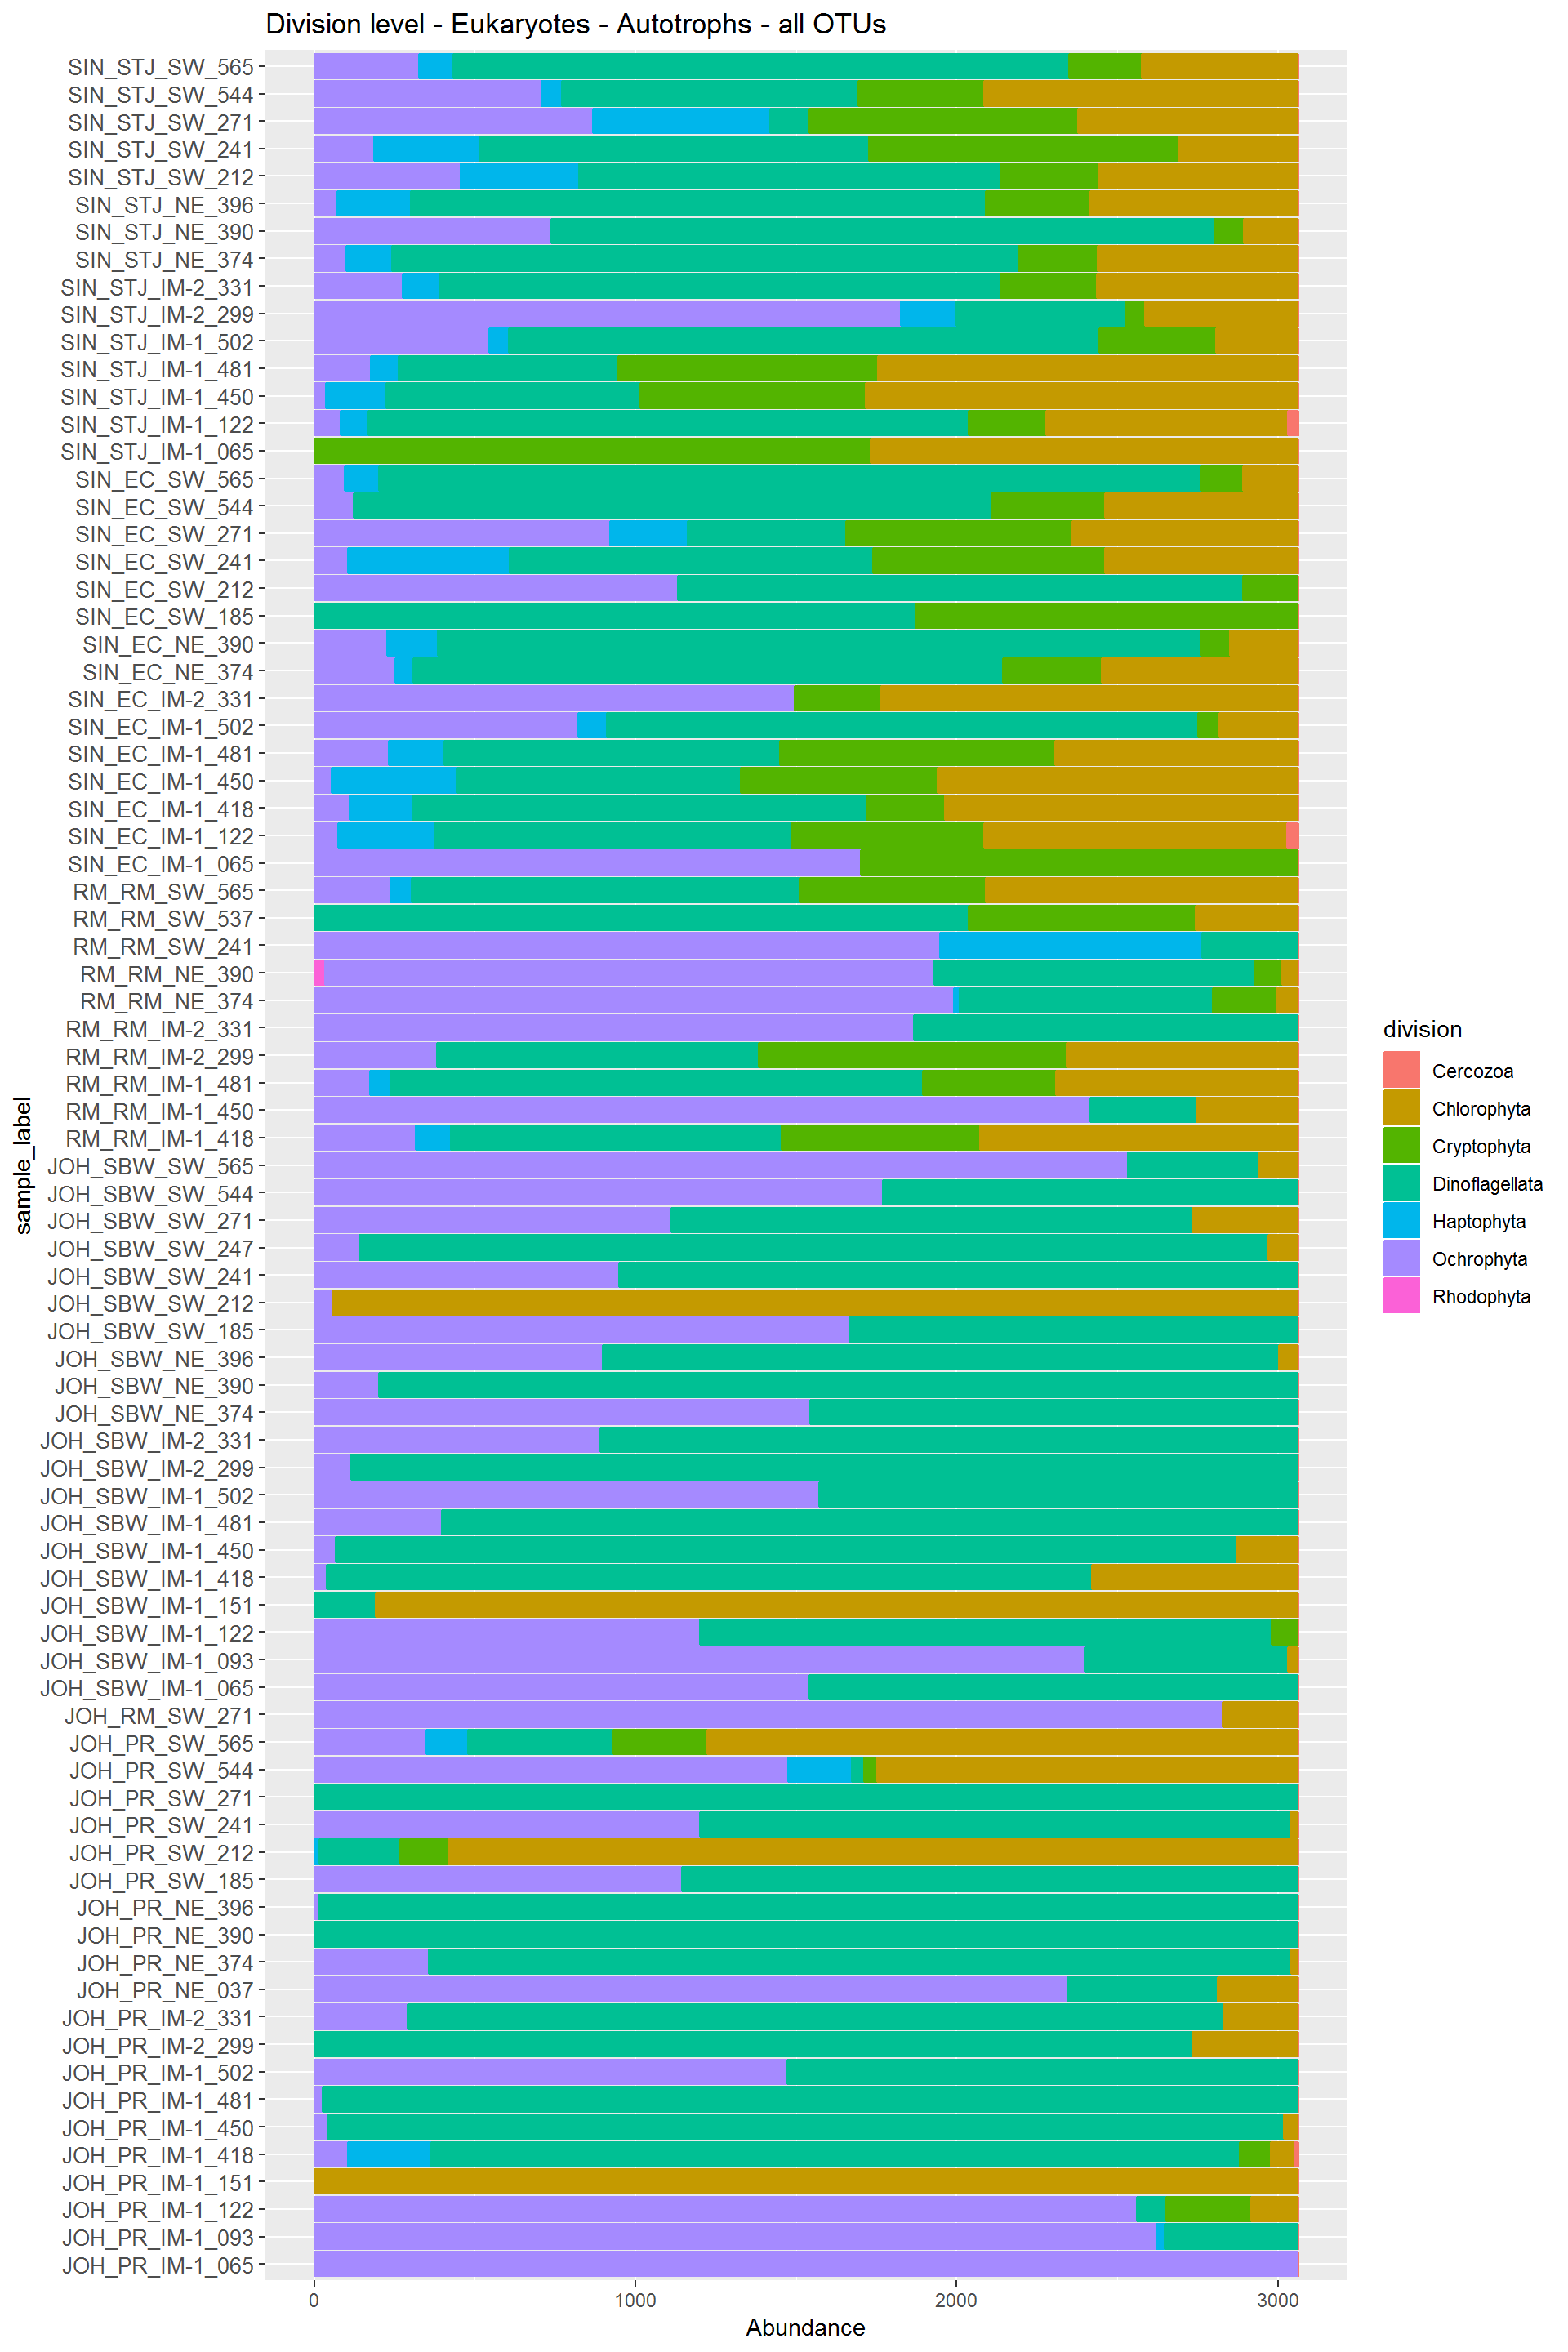 Division level - Eukaryotes - Autotrophs - all OTUs
sample_label
SIN_STJ_SW_565
SIN_STJ_SW_544
SIN_STJ_SW_271
SIN_STJ_SW_241
SIN_STJ_SW_212
SIN_STJ_NE_396
SIN_STJ_NE_390
SIN_STJ_NE_374
SIN_STJ_IM-2_331
SIN_STJ_IM-2_299
SIN_STJ_IM-1_502
SIN_STJ_IM-1_481
SIN_STJ_IM-1_450
SIN_STJ_IM-1_122
SIN_STJ_IM-1_065
SIN_EC_SW_565
SIN_EC_SW_544
SIN_EC_SW_271
SIN_EC_SW_241
SIN_EC_SW_212
SIN_EC_SW_185
SIN_EC_NE_390
SIN_EC_NE_374
SIN_EC_IM-2_331
SIN_EC_IM-1_502
SIN_EC_IM-1_481
SIN_EC_IM-1_450
SIN_EC_IM-1_418
SIN_EC_IM-1_122
SIN_EC_IM-1_065
RM_RM_SW_565
RM_RM_SW_537
RM_RM_SW_241
RM_RM_NE_390
RM_RM_NE_374
RM_RM_IM-2_331
RM_RM_IM-2_299
RM_RM_IM-1_481
RM_RM_IM-1_450
RM_RM_IM-1_418
JOH_SBW_SW_565
JOH_SBW_SW_544
JOH_SBW_SW_271
JOH_SBW_SW_247
JOH_SBW_SW_241
JOH_SBW_SW_212
JOH_SBW_SW_185
JOH_SBW_NE_396
JOH_SBW_NE_390
JOH_SBW_NE_374
JOH_SBW_IM-2_331
JOH_SBW_IM-2_299
JOH_SBW_IM-1_502
JOH_SBW_IM-1_481
JOH_SBW_IM-1_450
JOH_SBW_IM-1_418
JOH_SBW_IM-1_151
JOH_SBW_IM-1_122
JOH_SBW_IM-1_093
JOH_SBW_IM-1_065
JOH_RM_SW_271
JOH_PR_SW_565
JOH_PR_SW_544
JOH_PR_SW_271
JOH_PR_SW_241
JOH_PR_SW_212
JOH_PR_SW_185
JOH_PR_NE_396
JOH_PR_NE_390
JOH_PR_NE_374
JOH_PR_NE_037
JOH_PR_IM-2_331
JOH_PR_IM-2_299
JOH_PR_IM-1_502
JOH_PR_IM-1_481
JOH_PR_IM-1_450
JOH_PR_IM-1_418
JOH_PR_IM-1_151
JOH_PR_IM-1_122
JOH_PR_IM-1_093
JOH_PR_IM-1_065
0 1000 2000 3000
Abundance
division
Cercozoa
Chlorophyta
Cryptophyta
Dinoflagellata
Haptophyta
Ochrophyta
Rhodophyta